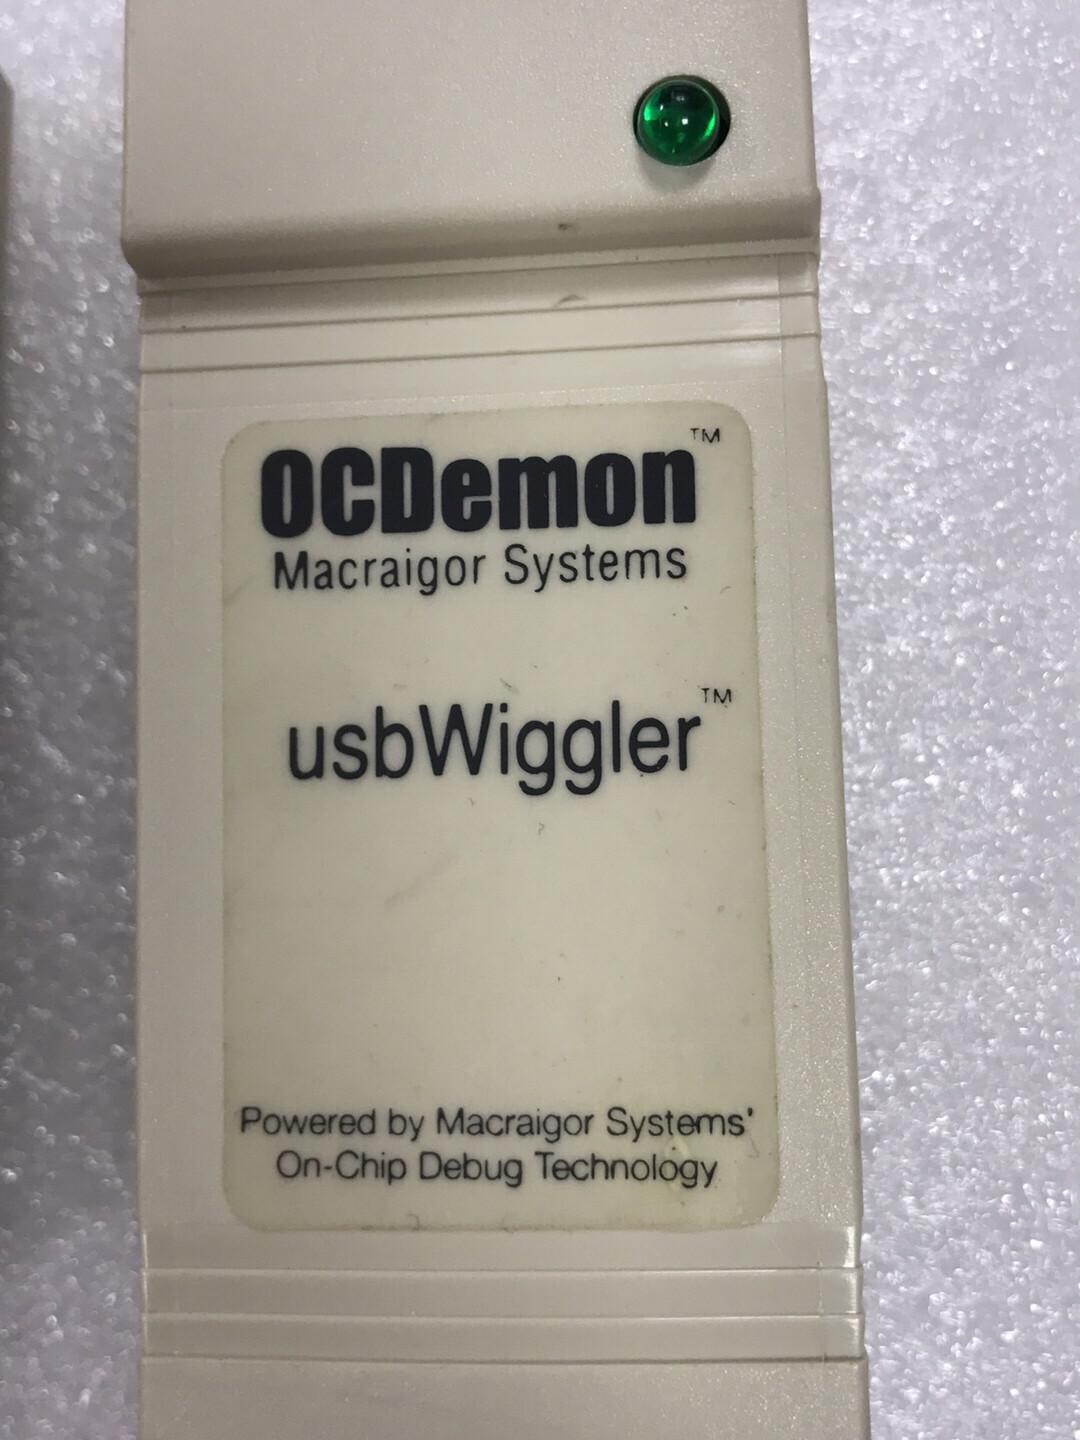 OCDemon™
Macraigor Systems
usbWiggler™
Powered by Macraigor Systems'
On-Chip Debug Technology